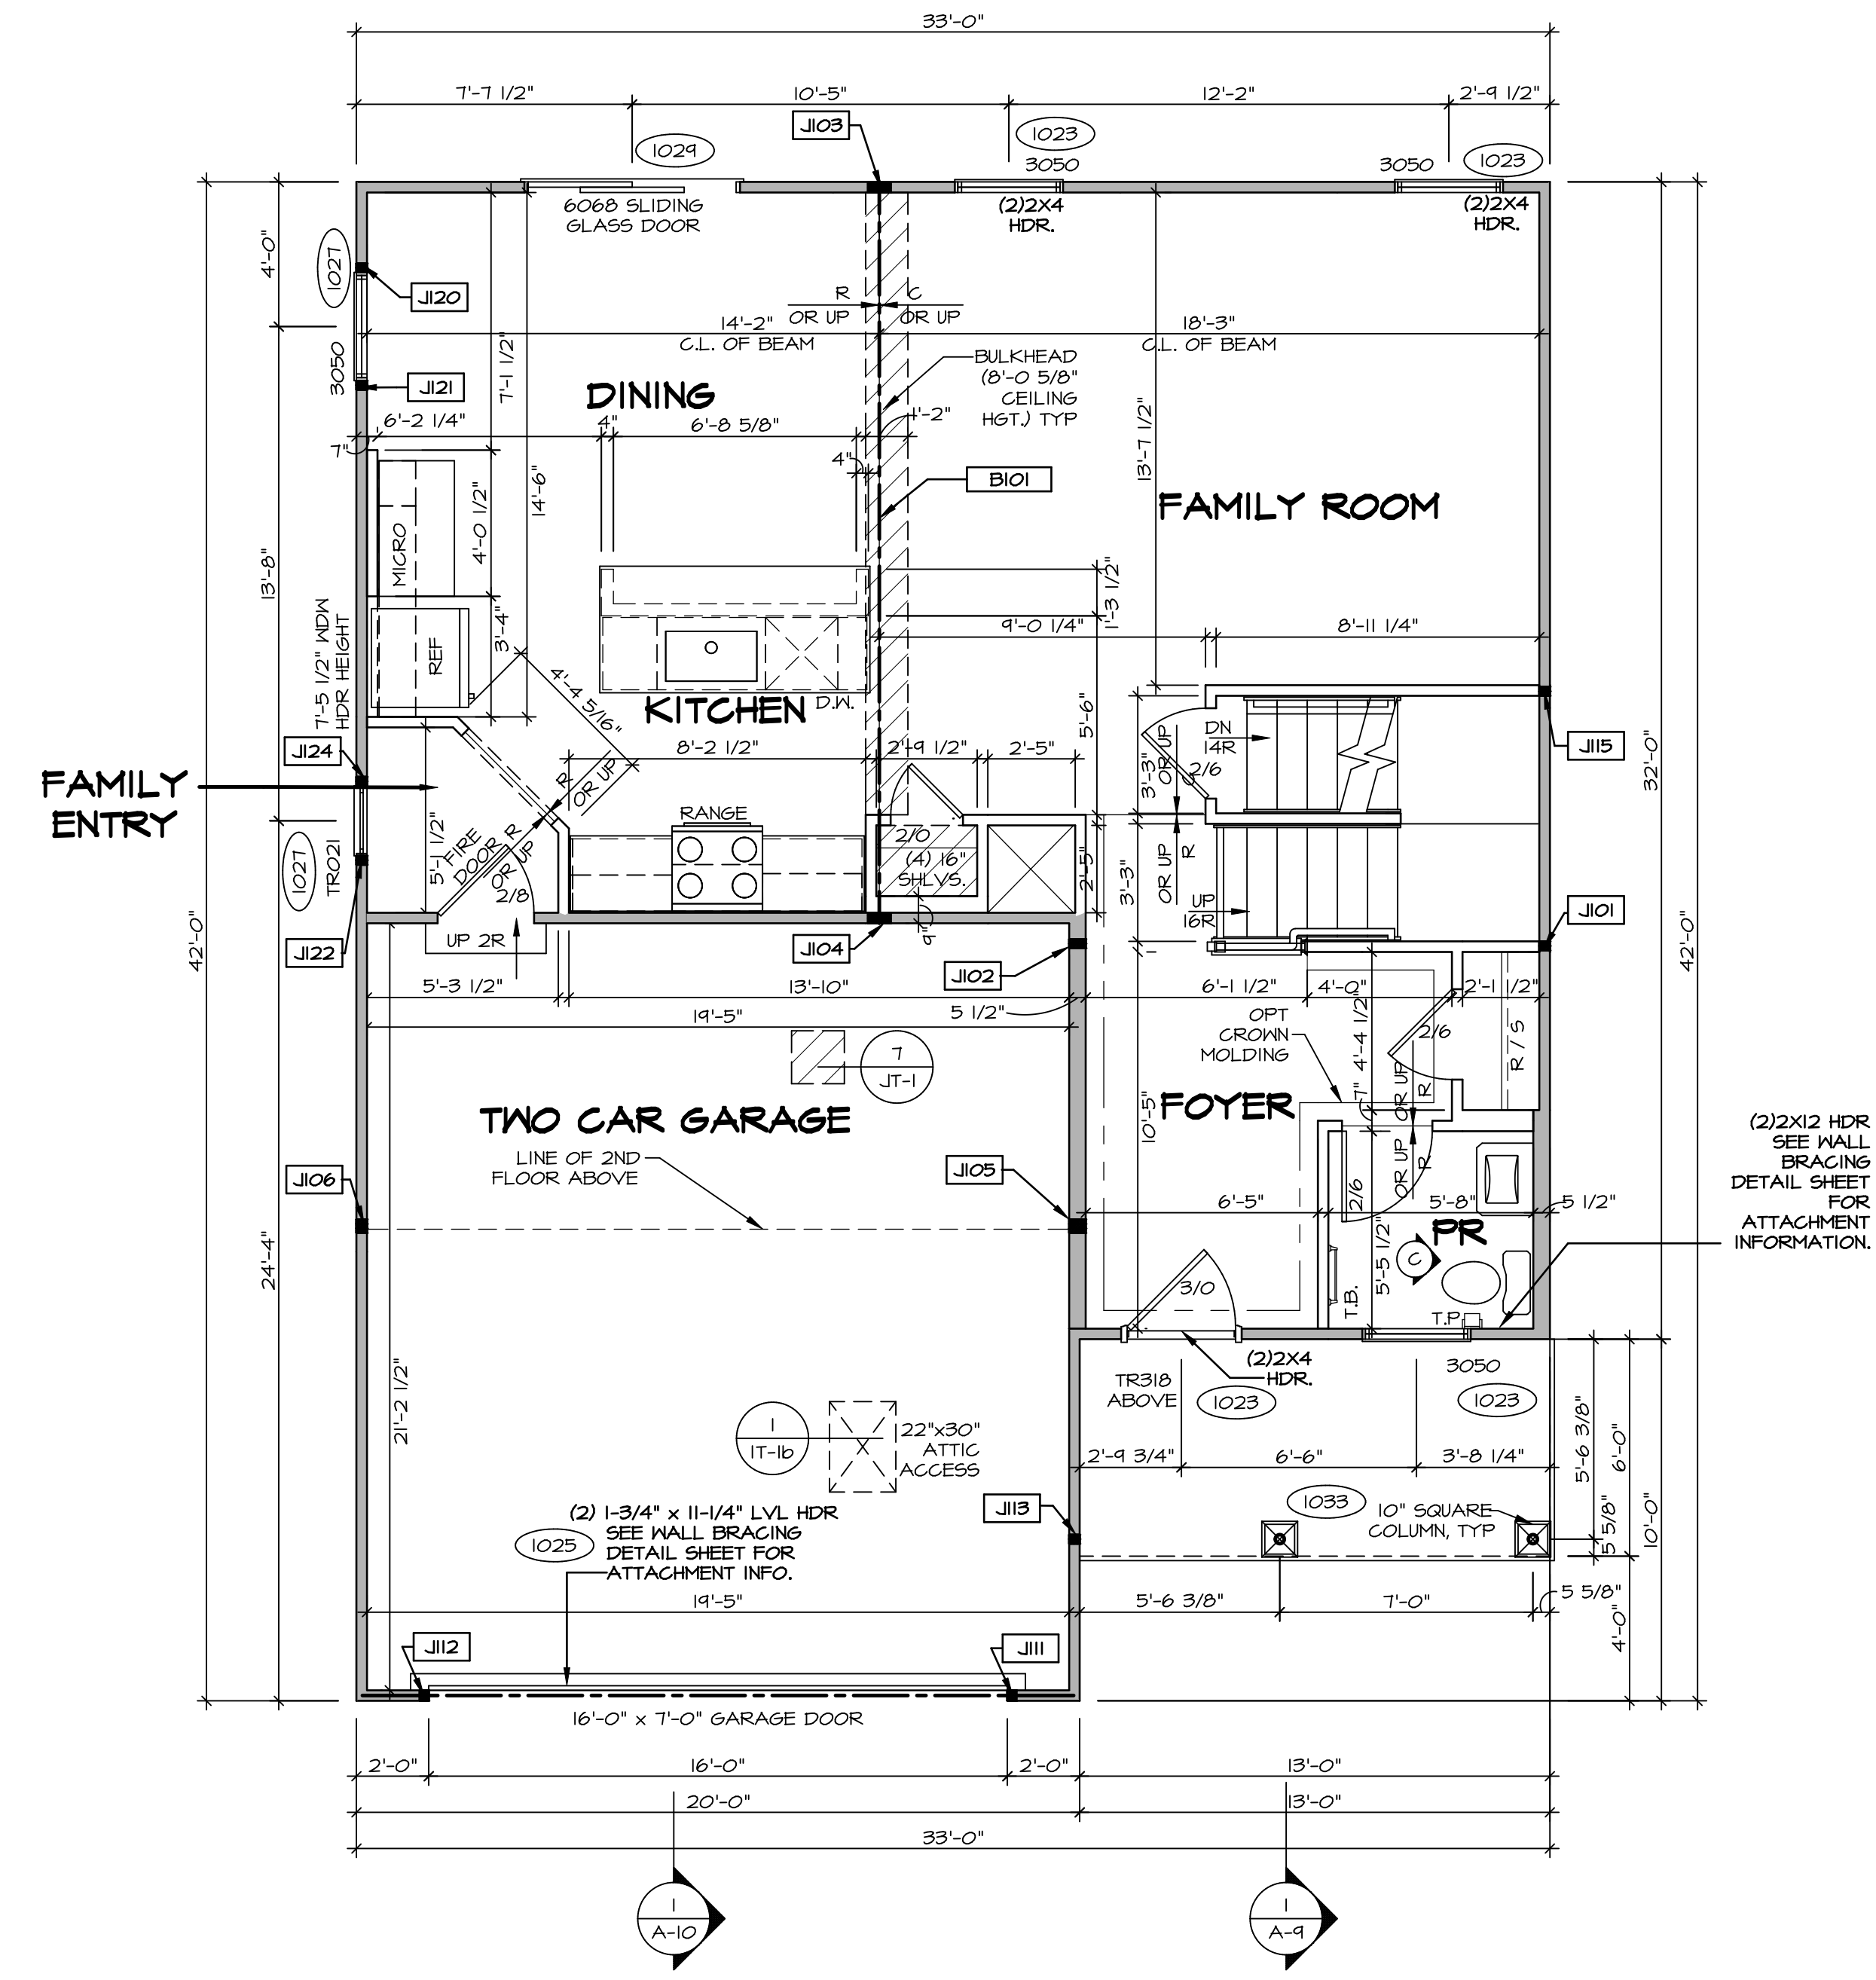 33'-0"
7'-7 1/2"
10'-5"
12'-2"
2'-9 1/2"
J103
1029
1023
1023
3050
3050
6068 SLIDING
GLASS DOOR
(2)2X4
HDR.
(2)2X4
HDR.
4'-0"
1027
J120
R
OR UP
C
OR UP
14'-2"
C.L. OF BEAM
18'-3"
C.L. OF BEAM
3050
J121
7'-1 1/2"
BULKHEAD
(8'-0 5/8"
CEILING
HGT.) TYP
DINING
6'-2 1/4"
4"
6'-8 5/8"
1'-2"
7"
4"
13'-7 1/2"
B101
14'-6"
4'-0 1/2"
FAMILY ROOM
MICRO
13'-8"
7'-5 1/2" WDW
HDR HEIGHT
REF
3'-4"
1'-3 1/2"
9'-0 1/4"
8'-11 1/4"
4'-4 5/16"
KITCHEN
D.W.
5'-6"
8'-2 1/2"
2'-9 1/2"
2'-5"
DN
14R
2/6
OR UP
3'-3"
J115
32'-0"
J124
FAMILY
ENTRY
R
OR UP
RANGE
5'-1 1/2"
FIRE
DOOR R
OR UP
2/8
2/0
(4) 16"
SHLVS.
2'-5"
3'-3"
OR UP
R
UP
16R
J101
1027
TR021
42'-0"
42'-0"
J122
UP 2R
J104
9"
J102
5'-3 1/2"
13'-10"
6'-1 1/2"
4'-0"
2'-1 1/2"
19'-5"
5 1/2"
OPT
CROWN
MOLDING
4'-4 1/2"
2/6
R / S
7
JT-1
7"
OR UP
R
TWO CAR GARAGE
FOYER
10'-5"
LINE OF 2ND
FLOOR ABOVE
J106
J105
OR UP
R
2/6
6'-5"
5'-8"
5 1/2"
(2)2X12 HDR
SEE WALL
BRACING
DETAIL SHEET
FOR
ATTACHMENT
INFORMATION.
PR
C
5'-5 1/2"
24'-4"
3/0
T.B.
T.P
(2)2X4
HDR.
TR318
ABOVE
1023
3050
1023
21'-2 1/2"
1
1T-1b
22"x30"
ATTIC
ACCESS
2'-9 3/4"
6'-6"
3'-8 1/4"
5'-6 3/8"
6'-0"
J113
1033
10" SQUARE
COLUMN, TYP
5 5/8"
10'-0"
(2) 1-3/4" x 11-1/4" LVL HDR
SEE WALL BRACING
DETAIL SHEET FOR
ATTACHMENT INFO.
1025
19'-5"
5'-6 3/8"
7'-0"
5 5/8"
4'-0"
J112
J111
16'-0" x 7'-0" GARAGE DOOR
2'-0"
16'-0"
2'-0"
13'-0"
20'-0"
13'-0"
33'-0"
1
A-10
1
A-9